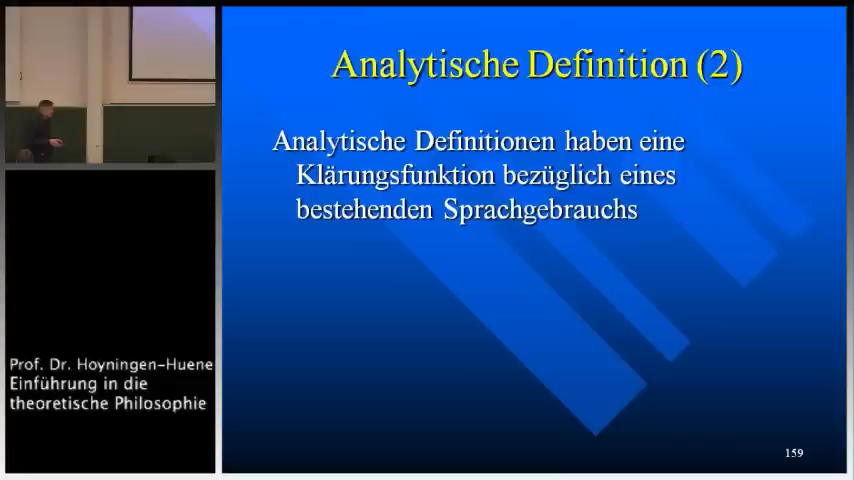 Analytische Definition (2)
Analytische Definitionen haben eine
Klärungsfunktion bezüglich eines
bestehenden Sprachgebrauchs
Prof. Dr. Hoyningen-Huene
Einführung in die
theoretische Philosophie
159